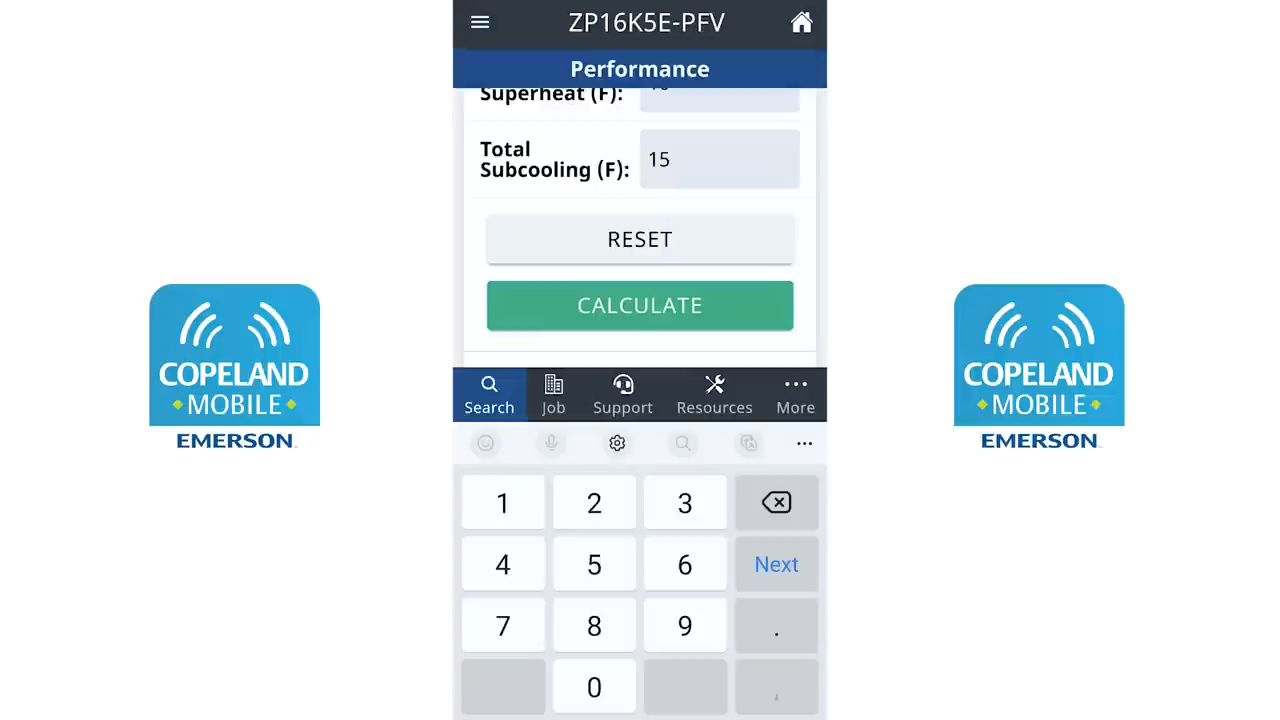 ZP16K5E-PFV
Performance
Superheat (F):
Total
Subcooling (F):
15
RESET
CALCULATE
Search
Job
Support
Resources
More
1
2
3
4
5
6
Next
7
8
9
.
0
,
COPELAND
MOBILE
EMERSON
COPELAND
MOBILE
EMERSON